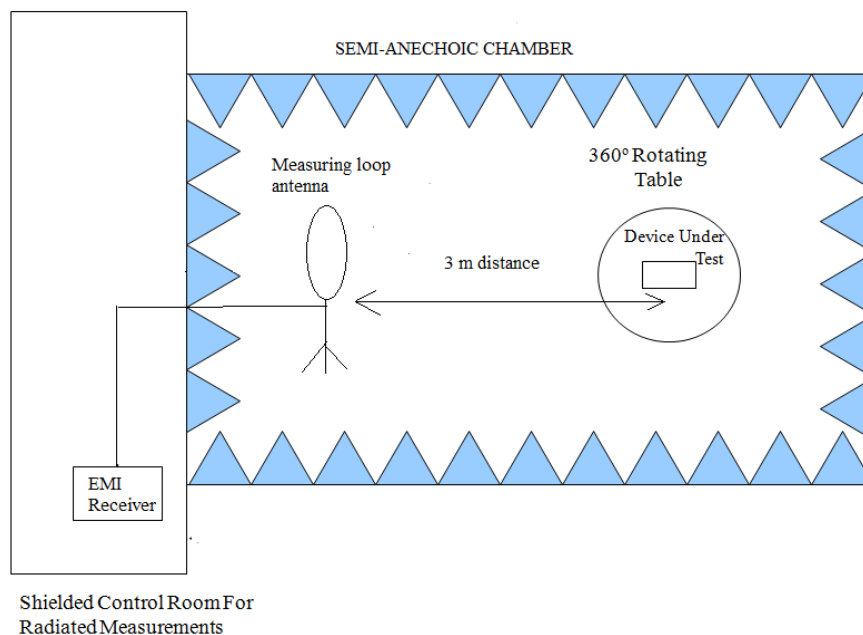 SEMI-ANECHOIC CHAMBER
Measuring loop
antenna
360° Rotating
Table
Device Under
Test
3 m distance
EMI
Receiver
Shielded Control Room For
Radiated Measurements